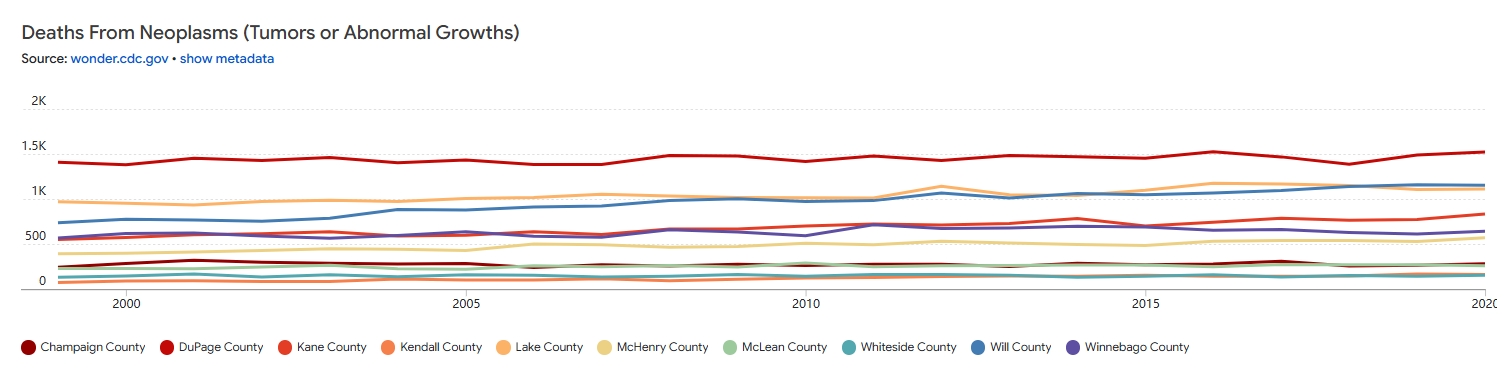 Deaths From Neoplasms (Tumors or Abnormal Growths)
Source: wonder.cdc.gov • show metadata
2K
1.5K
1K
500
0
2000 2005 2010 2015 2020
Champaign County DuPage County Kane County Kendall County Lake County McHenry County McLean County Whiteside County Will County Winnebago County